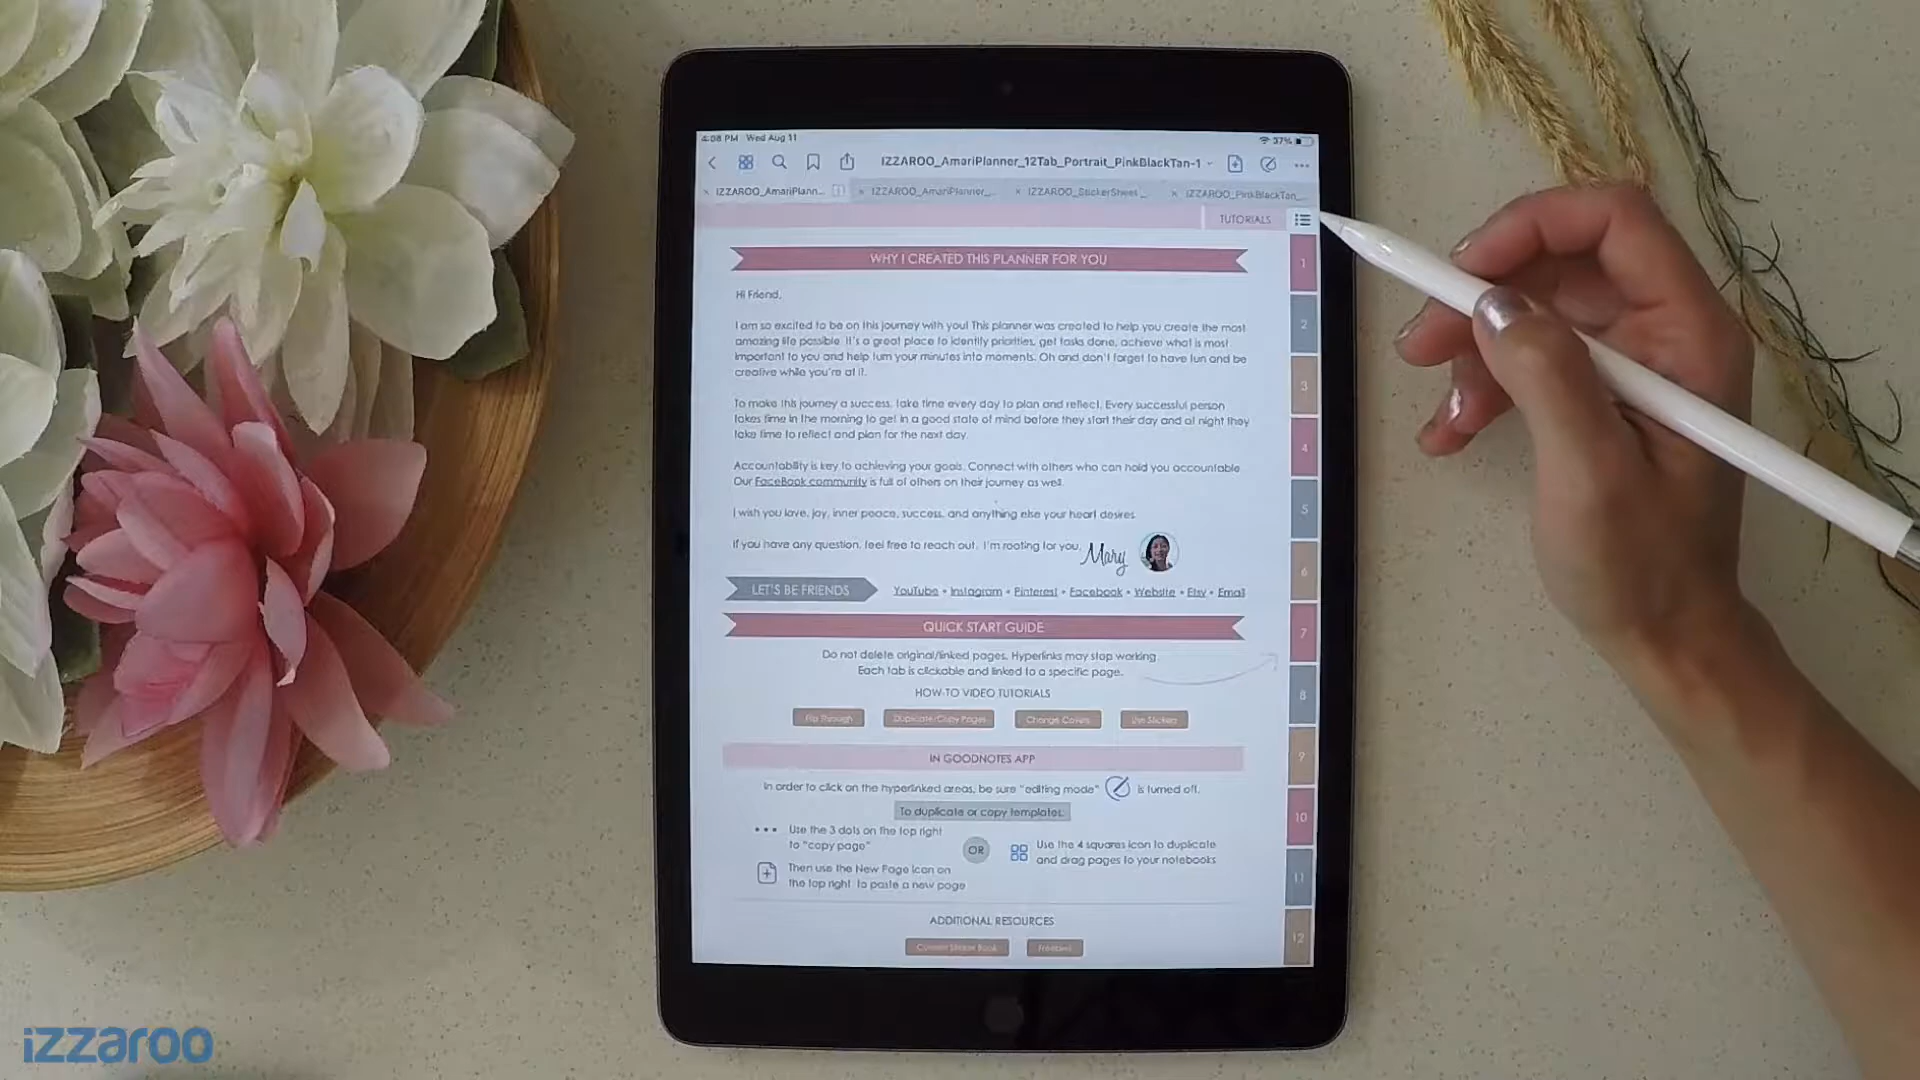 4:08 PM Wed Aug 11
37%
IZZAROO_AmariPlanner_12Tab_Portrait_PinkBlackTan-1
IZZAROO_AmariPlann...
IZZAROO_AmariPlanner_...
IZZAROO_StickerSheet_...
IZZAROO_PinkBlackTan_...
TUTORIALS
WHY I CREATED THIS PLANNER FOR YOU
Hi Friend,
I am so excited to be on this journey with you! This planner was created to help you create the most
amazing life possible. It's a great place to identify priorities, get tasks done, achieve what is most
important to you and help turn your minutes into moments. Oh and don't forget to have fun and be
creative while you're at it.
To make this journey a success, take time every day to plan and reflect. Every successful person
takes time in the morning to get in a good state of mind before they start their day and at night they
take time to reflect and plan for the next day.
Accountability is key to achieving your goals. Connect with others who can hold you accountable.
Our FaceBook community is full of others on their journey as well.
I wish you love, joy, inner peace, success, and anything else your heart desires.
If you have any question, feel free to reach out. I'm rooting for you,
Mary
LET'S BE FRIENDS
YouTube • Instagram • Pinterest • Facebook • Website • Etsy • Email
QUICK START GUIDE
Do not delete original/linked pages. Hyperlinks may stop working.
Each tab is clickable and linked to a specific page.
HOW-TO VIDEO TUTORIALS
Flip Through
Duplicate/Copy Pages
Change Covers
Use Stickers
IN GOODNOTES APP
In order to click on the hyperlinked areas, be sure "editing mode" is turned off.
To duplicate or copy templates:
Use the 3 dots on the top right
to "copy page"
Then use the New Page icon on
the top right to paste a new page
OR
Use the 4 squares icon to duplicate
and drag pages to your notebooks
ADDITIONAL RESOURCES
Freebies
1
2
3
4
5
6
7
8
9
10
11
12
izzaroo